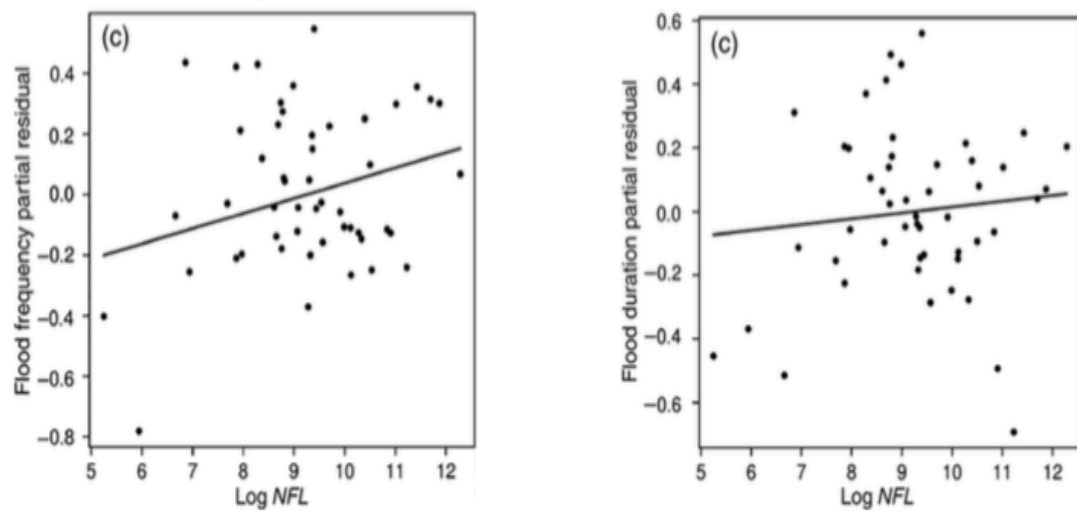 (c)
Flood frequency partial residual
0.4
0.2
0.0
−0.2
−0.4
−0.6
−0.8
5 6 7 8 9 10 11 12
Log NFL
(c)
Flood duration partial residual
0.6
0.4
0.2
0.0
−0.2
−0.4
−0.6
5 6 7 8 9 10 11 12
Log NFL